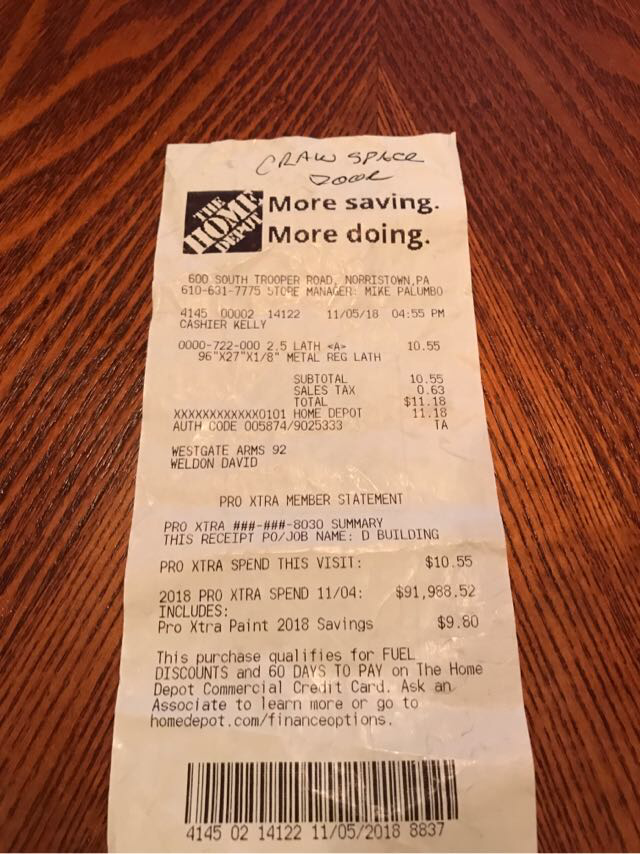 CRAW SPACE
DOOR
THE HOME DEPOT
More saving.
More doing.
600 SOUTH TROOPER ROAD, NORRISTOWN,PA
610-631-7775 STORE MANAGER: MIKE PALUMBO
4145 00002 14122 11/05/18 04:55 PM
CASHIER KELLY
0000-722-000 2.5 LATH <A> 10.55
96"X27"X1/8" METAL REG LATH
SUBTOTAL 10.55
SALES TAX 0.63
TOTAL $11.18
XXXXXXXXXXXX0101 HOME DEPOT 11.18
AUTH CODE 005874/9025333 TA
WESTGATE ARMS 92
WELDON DAVID
PRO XTRA MEMBER STATEMENT
PRO XTRA ###-###-8030 SUMMARY
THIS RECEIPT PO/JOB NAME: D BUILDING
PRO XTRA SPEND THIS VISIT: $10.55
2018 PRO XTRA SPEND 11/04: $91,988.52
INCLUDES:
Pro Xtra Paint 2018 Savings $9.80
This purchase qualifies for FUEL
DISCOUNTS and 60 DAYS TO PAY on The Home
Depot Commercial Credit Card. Ask an
Associate to learn more or go to
homedepot.com/financeoptions.
4145 02 14122 11/05/2018 8837